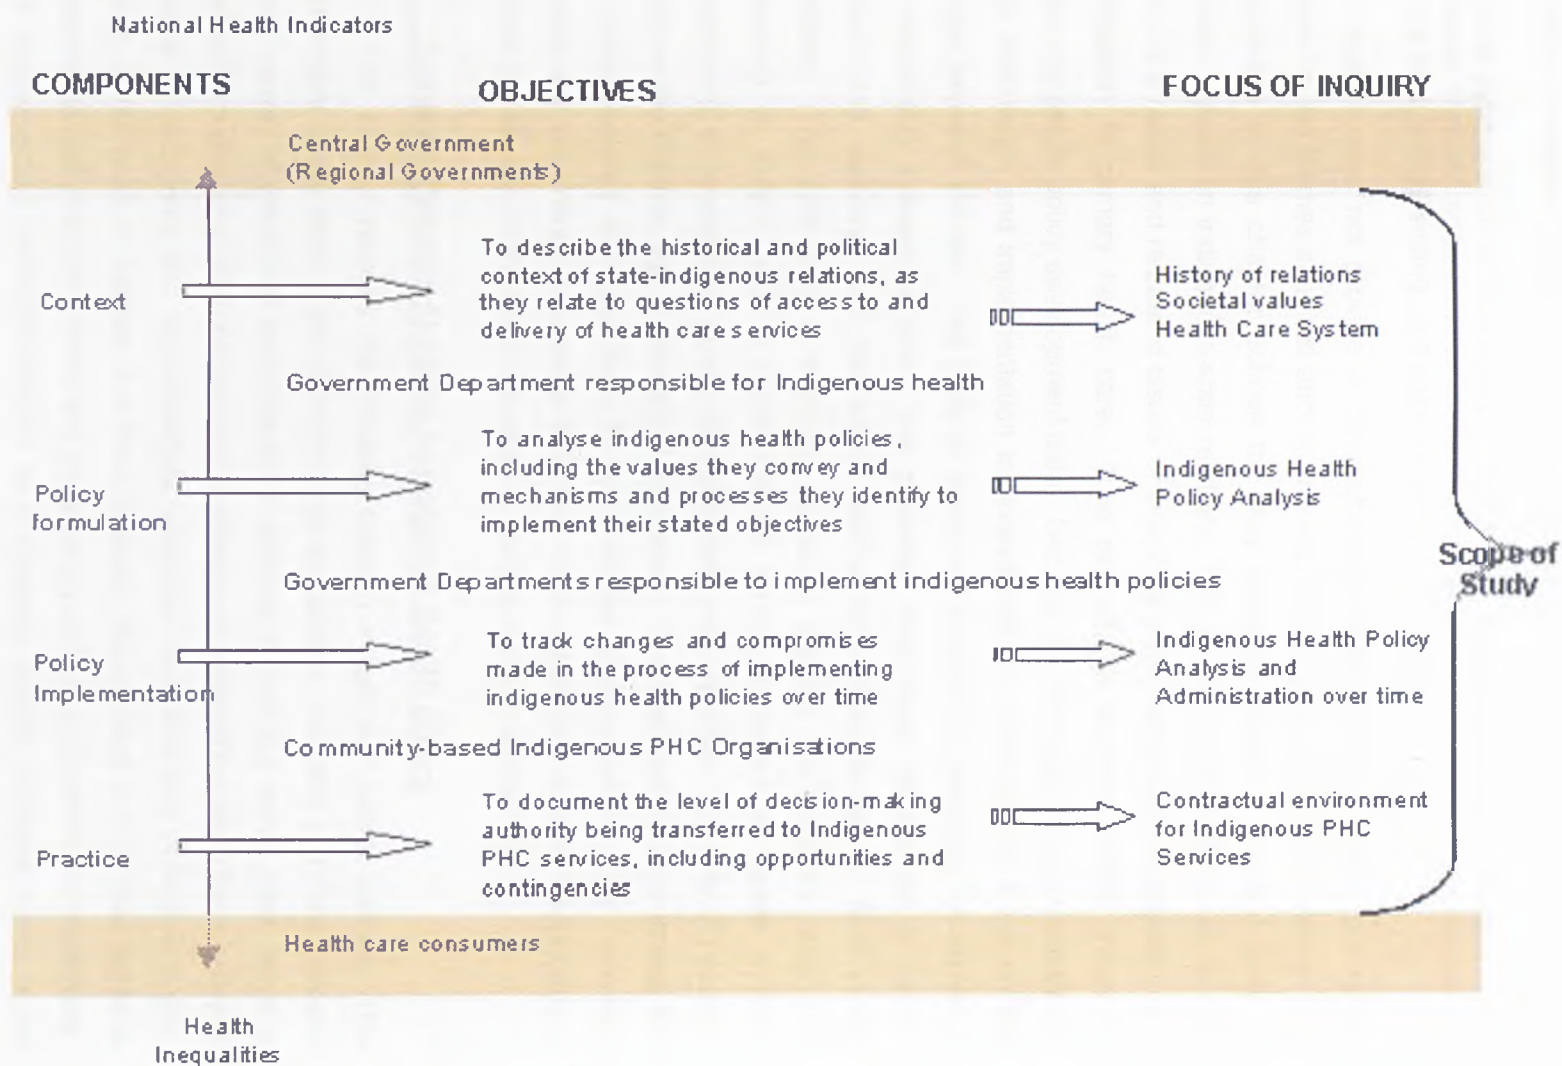 National Health Indicators
COMPONENTS
OBJECTIVES
FOCUS OF INQUIRY
Central Government
(Regional Governments)
Context
To describe the historical and political
context of state-indigenous relations, as
they relate to questions of access to and
delivery of health care services
History of relations
Societal values
Health Care System
Government Department responsible for Indigenous health
Policy
formulation
To analyse indigenous health policies,
including the values they convey and
mechanisms and processes they identify to
implement their stated objectives
Indigenous Health
Policy Analysis
Scope of
Study
Government Departments responsible to implement indigenous health policies
Policy
Implementation
To track changes and compromises
made in the process of implementing
indigenous health policies over time
Indigenous Health Policy
Analysis and
Administration over time
Community-based Indigenous PHC Organisations
Practice
To document the level of decision-making
authority being transferred to Indigenous
PHC services, including opportunities and
contingencies
Contractual environment
for Indigenous PHC
Services
Health care consumers
Health
Inequalities